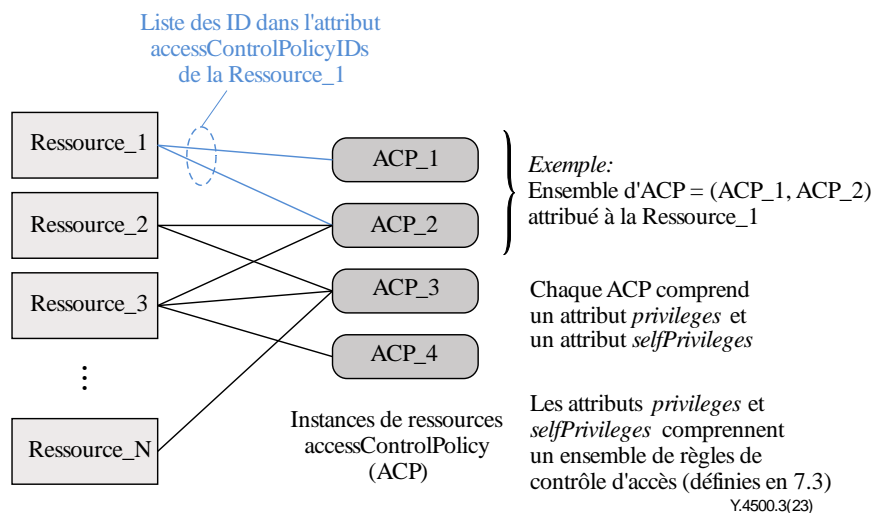 Liste des ID dans l'attribut
accessControlPolicyIDs
de la Ressource_1
Ressource_1
Ressource_2
Ressource_3
Ressource_N
ACP_1
ACP_2
ACP_3
ACP_4
Instances de ressources
accessControlPolicy
(ACP)
Exemple:
Ensemble d'ACP = (ACP_1, ACP_2)
attribué à la Ressource_1
Chaque ACP comprend
un attribut privileges et
un attribut selfPrivileges
Les attributs privileges et
selfPrivileges comprennent
un ensemble de règles de
contrôle d'accès (définies en 7.3)
Y.4500.3(23)